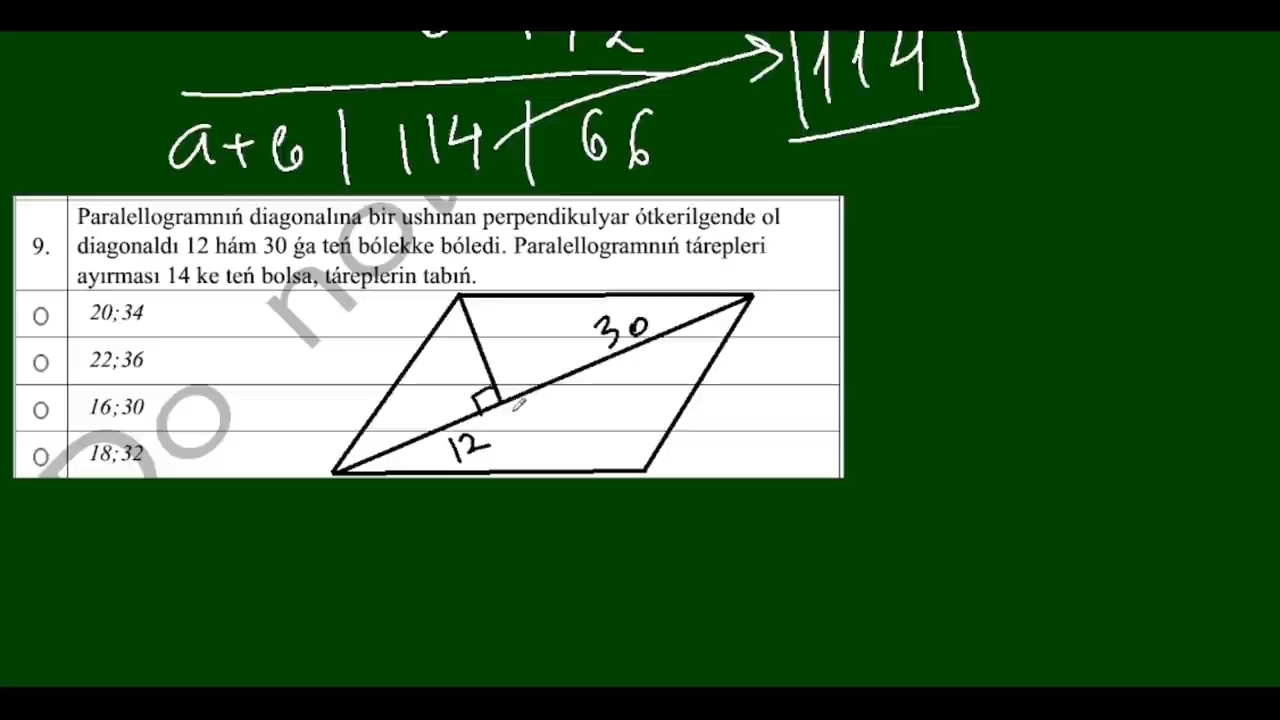 a+b | 114 | 66
114
9. Paralellogramnıń diagonalına bir ushınan perpendikulyar ótkerilgende ol
diagonaldı 12 hám 30 ǵa teń bólekke bóledi. Paralellogramnıń tárepleri
ayırması 14 ke teń bolsa, táreplerin tabıń.
20;34
22;36
16;30
18;32
30
12
Do no